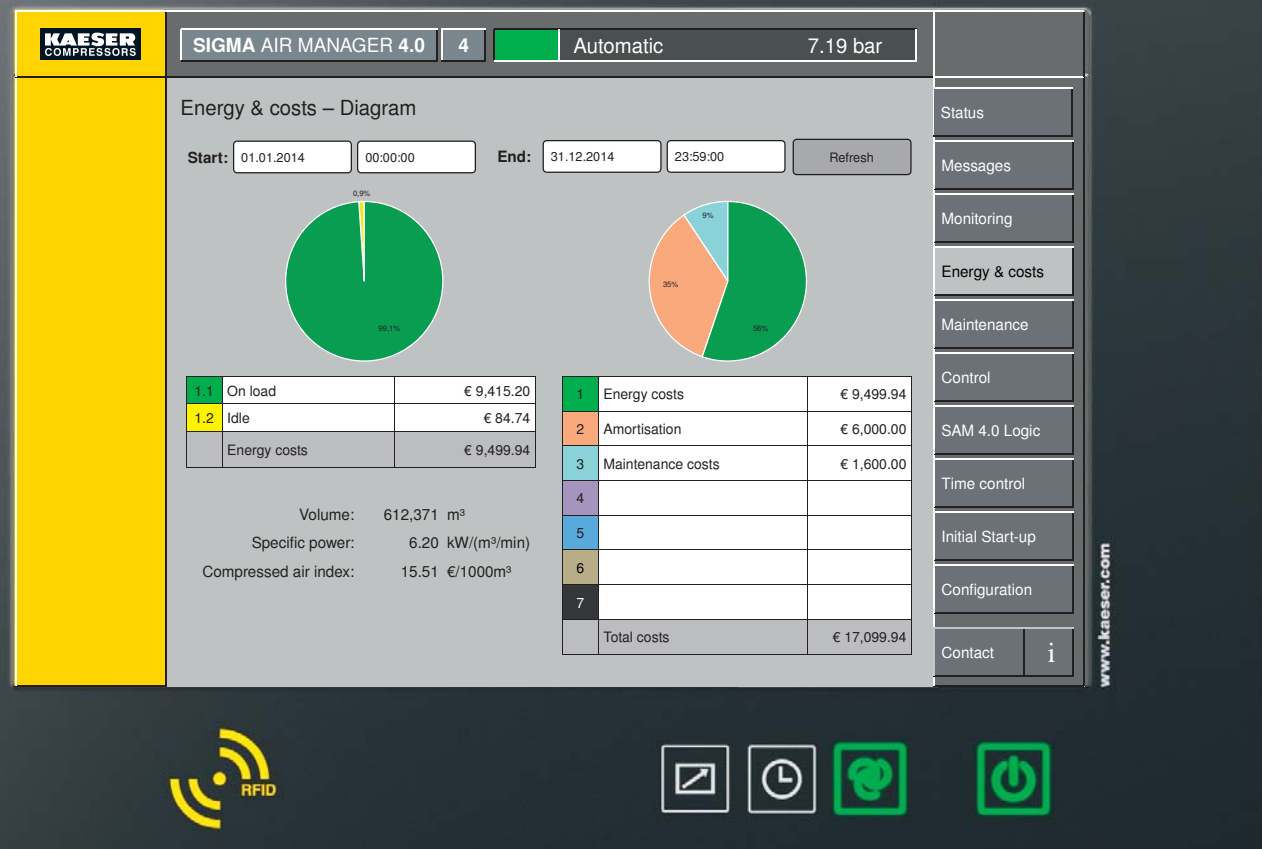 KAESER
COMPRESSORS
SIGMA AIR MANAGER 4.0
4
Automatic
7.19 bar
Energy & costs – Diagram
Start: 01.01.2014 00:00:00 End: 31.12.2014 23:59:00 Refresh
0,9%
99,1%
9%
35%
56%
1.1 On load € 9,415.20
1.2 Idle € 84.74
Energy costs € 9,499.94
Volume: 612,371 m³
Specific power: 6.20 kW/(m³/min)
Compressed air index: 15.51 €/1000m³
1 Energy costs € 9,499.94
2 Amortisation € 6,000.00
3 Maintenance costs € 1,600.00
4
5
6
7
Total costs € 17,099.94
Status
Messages
Monitoring
Energy & costs
Maintenance
Control
SAM 4.0 Logic
Time control
Initial Start-up
Configuration
Contact i
www.kaeser.com
RFID